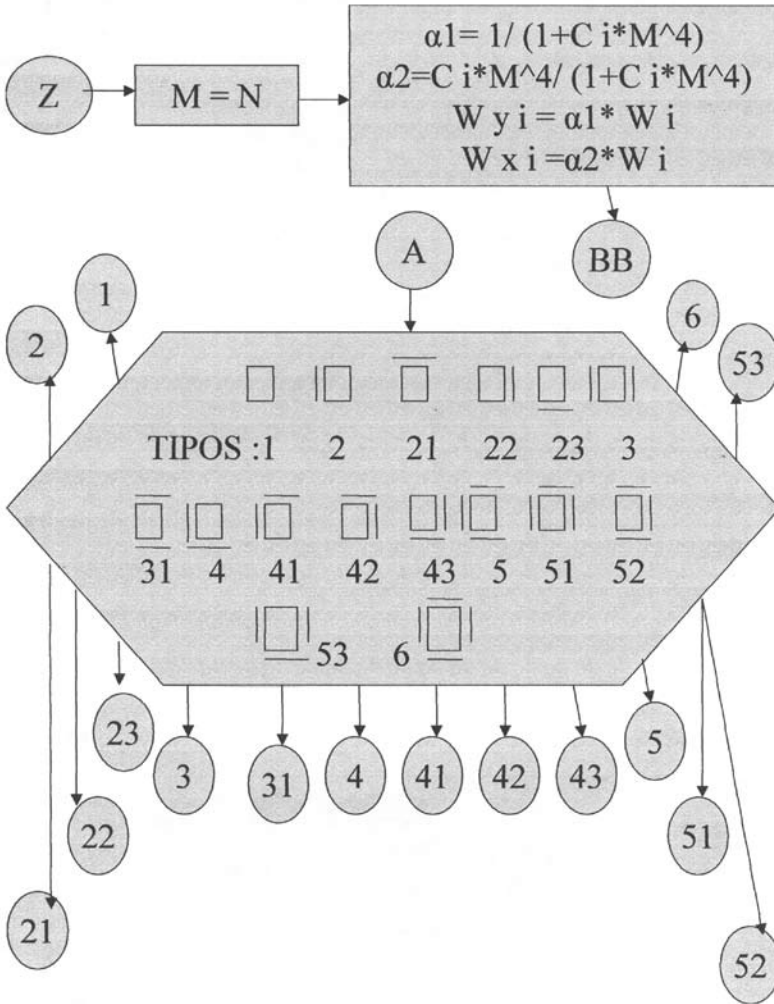 α1= 1/ (1+C i*M^4)
α2=C i*M^4/ (1+C i*M^4)
Z
M = N
W y i = α1* W i
W x i =α2*W i
A
BB
1
6
2
53
TIPOS :1 2 21 22 23 3
31 4 41 42 43 5 51 52
53 6
23
3
31
4
41
42
43
5
22
51
21
52